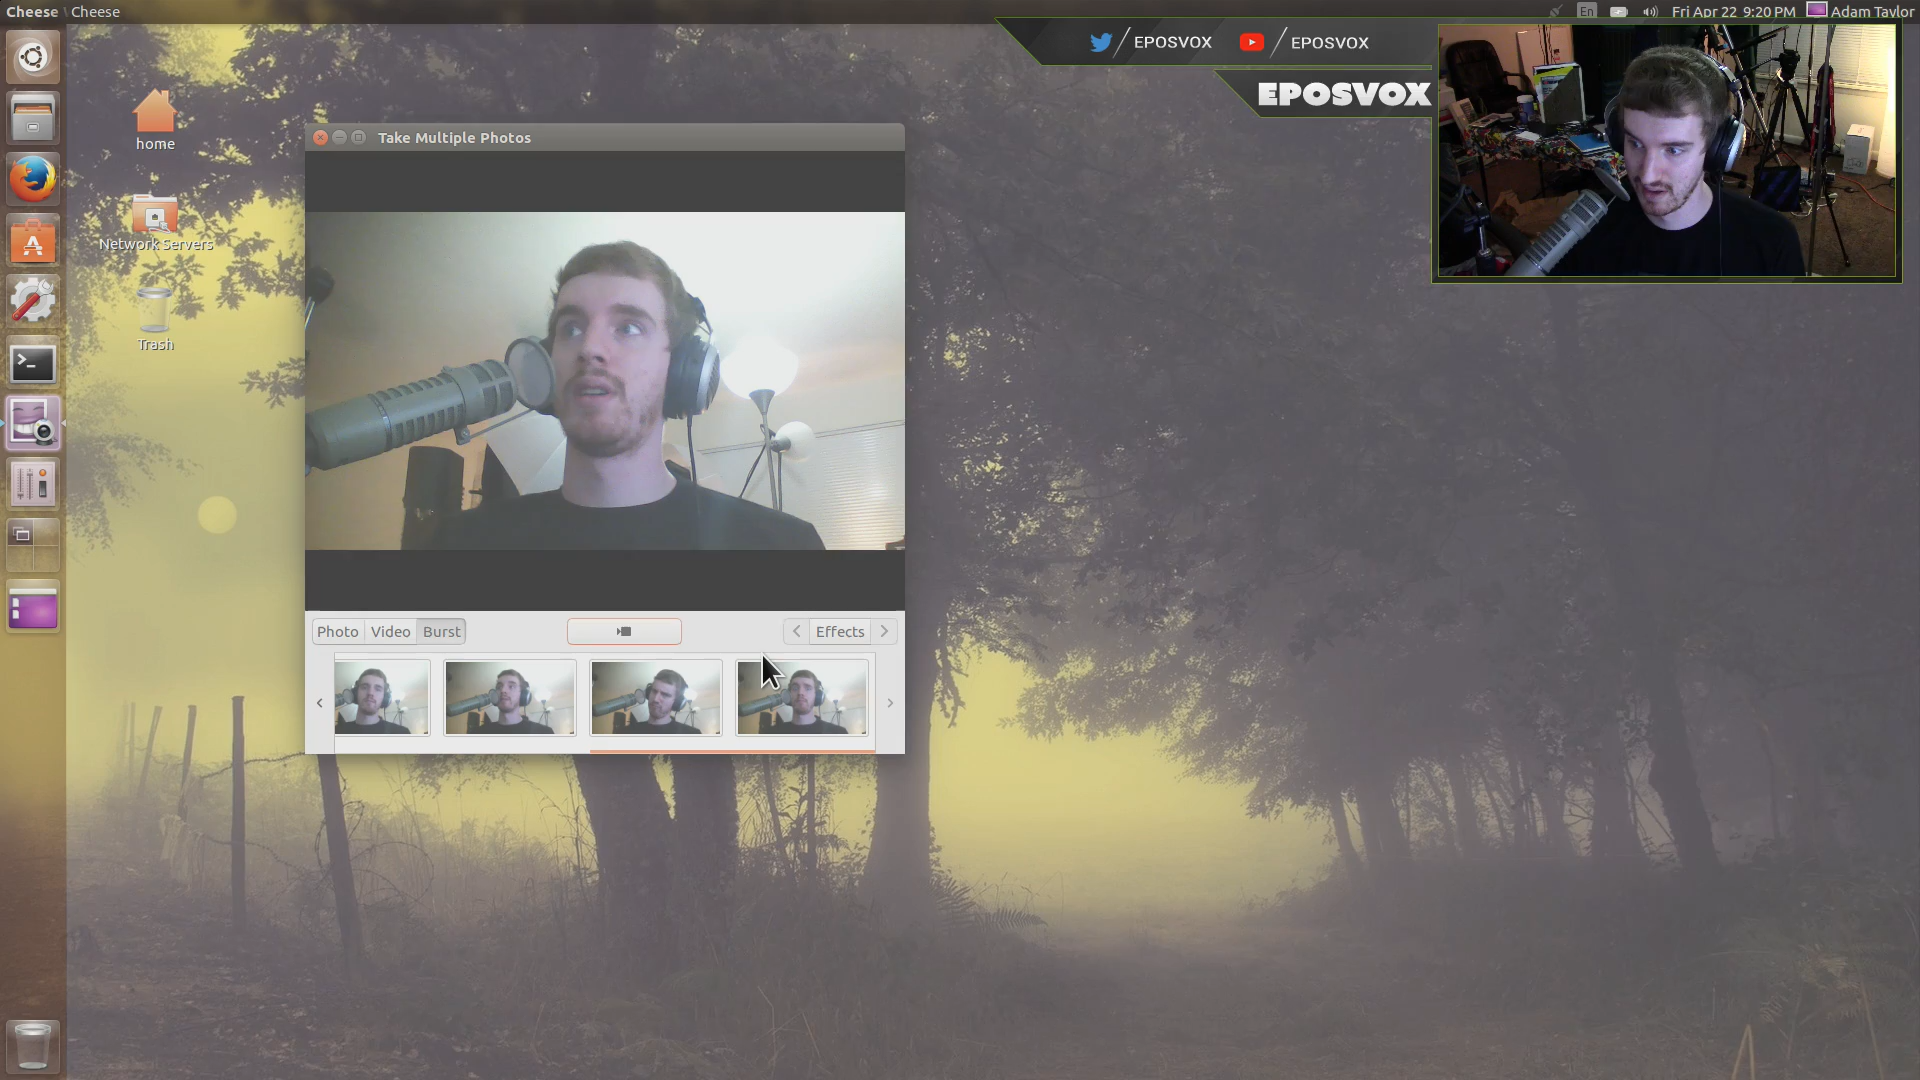 Cheese \ Cheese
En
Fri Apr 22 9:20 PM
Adam Taylor
EPOSVOX
EPOSVOX
EPOSVOX
home
Network Servers
Trash
Take Multiple Photos
Photo
Video
Burst
Effects